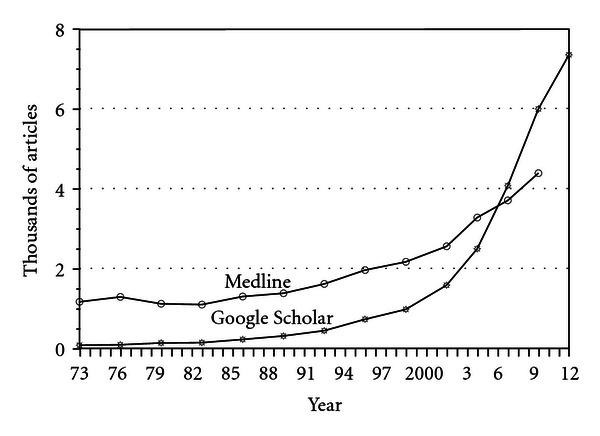 8
6
4
2
0
Thousands of articles
Medline
Google Scholar
73 76 79 82 85 88 91 94 97 2000 3 6 9 12
Year